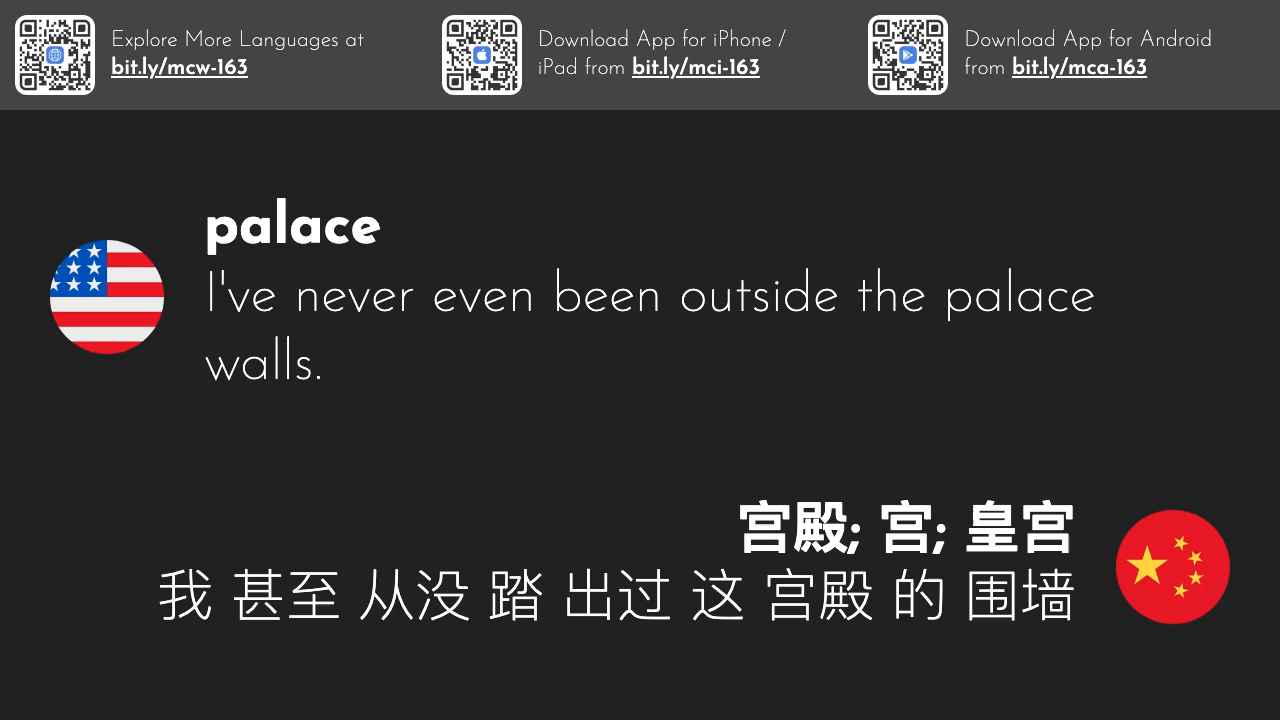 Explore More Languages at
bit.ly/mcw-163
Download App for iPhone /
iPad from bit.ly/mci-163
Download App for Android
from bit.ly/mca-163
palace
I've never even been outside the palace
walls.
宫殿; 宫; 皇宫
我 甚至 从没 踏 出过 这 宫殿 的 围墙